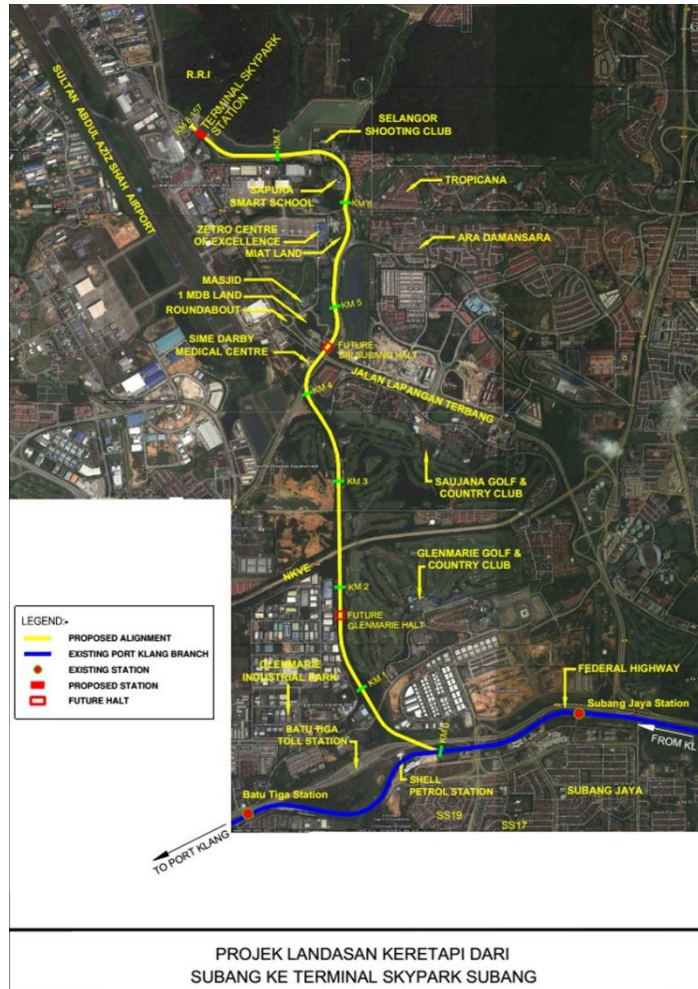 R.R.I
SULTAN ABDUL AZIZ SHAH AIRPORT
KM 8.157
TERMINAL SKYPARK
STATION
KM 7
SELANGOR
SHOOTING CLUB
SAPURA
SMART SCHOOL
KM 6
TROPICANA
ZETRO CENTRE
OF EXCELLENCE
MIAT LAND
ARA DAMANSARA
MASJID
1 MDB LAND
ROUNDABOUT
KM 5
SIME DARBY
MEDICAL CENTRE
FUTURE
SRI SUBANG HALT
JALAN LAPANGAN TERBANG
KM 4
KM 3
SAUJANA GOLF &
COUNTRY CLUB
NKVE
GLENMARIE GOLF &
COUNTRY CLUB
KM 2
FUTURE
GLENMARIE HALT
LEGEND:-
PROPOSED ALIGNMENT
EXISTING PORT KLANG BRANCH
EXISTING STATION
PROPOSED STATION
FUTURE HALT
GLENMARIE
INDUSTRIAL PARK
KM 1
FEDERAL HIGHWAY
Subang Jaya Station
BATU TIGA
TOLL STATION
KM 0
FROM KL
SHELL
PETROL STATION
SUBANG JAYA
Batu Tiga Station
SS19
SS17
TO PORT KLANG
PROJEK LANDASAN KERETAPI DARI
SUBANG KE TERMINAL SKYPARK SUBANG